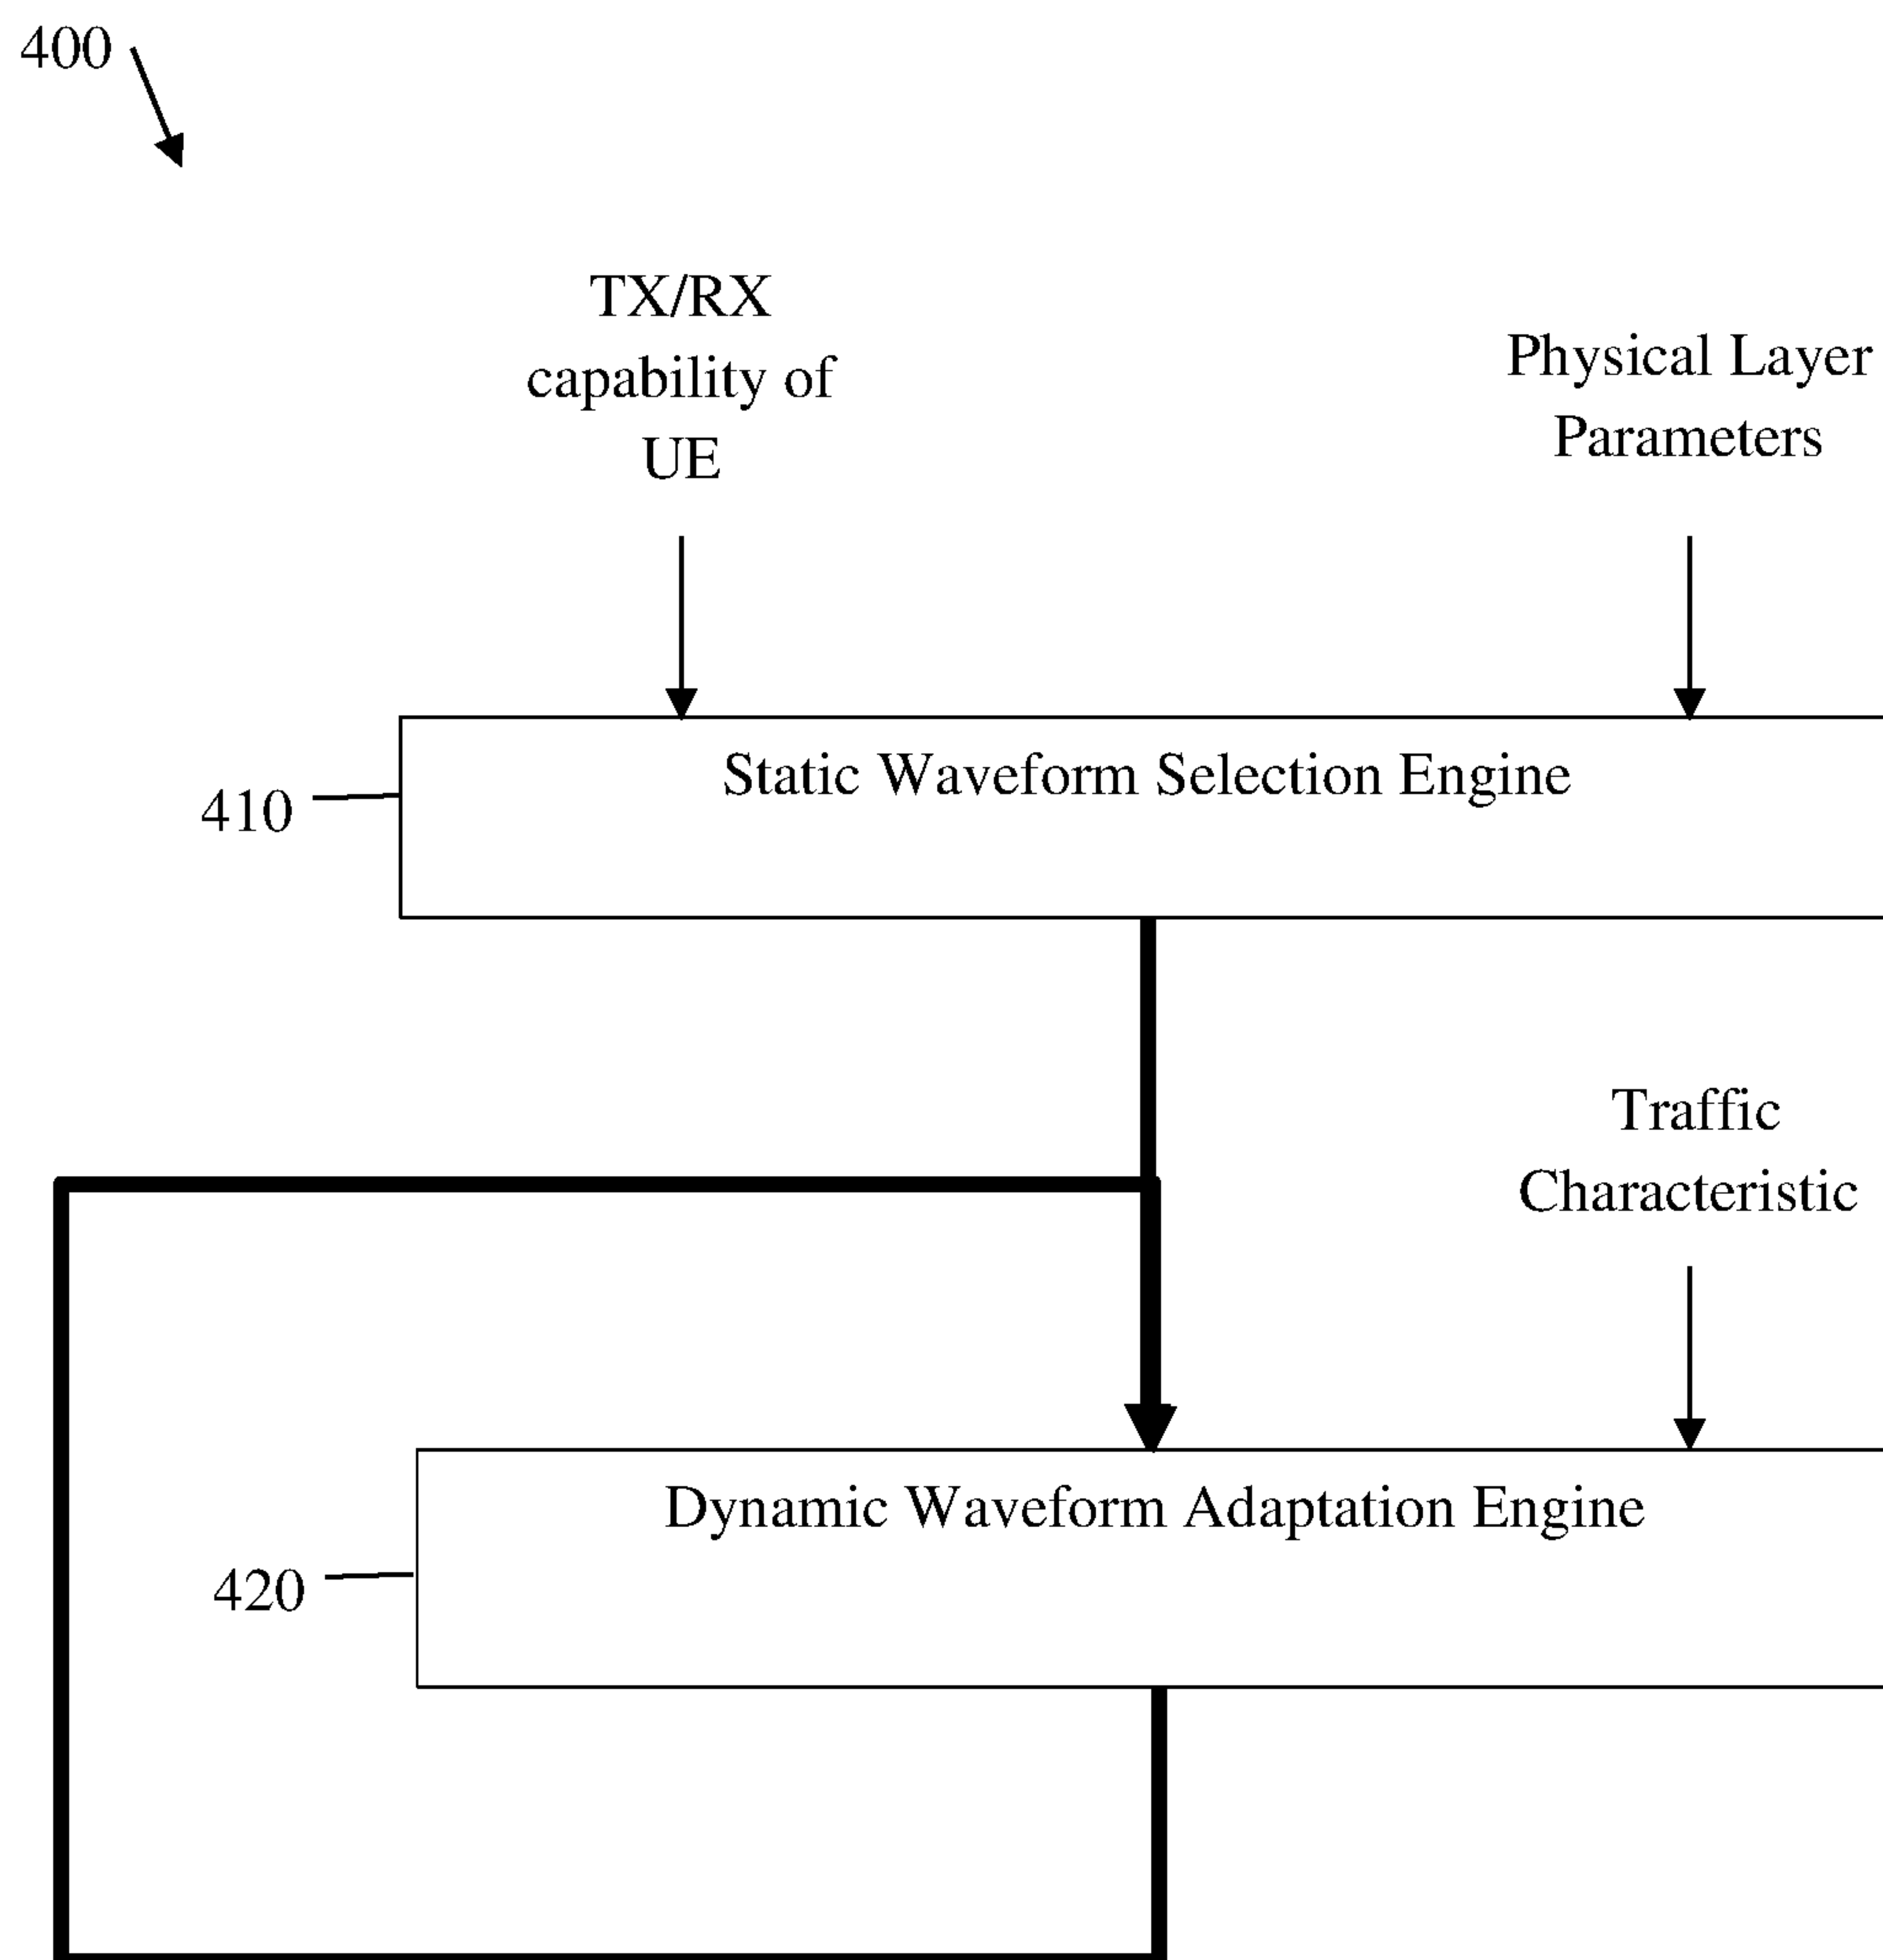 400
TX/RX
capability of
UE
Physical Layer
Parameters
Static Waveform Selection Engine
410
Traffic
Characteristic
Dynamic Waveform Adaptation Engine
420